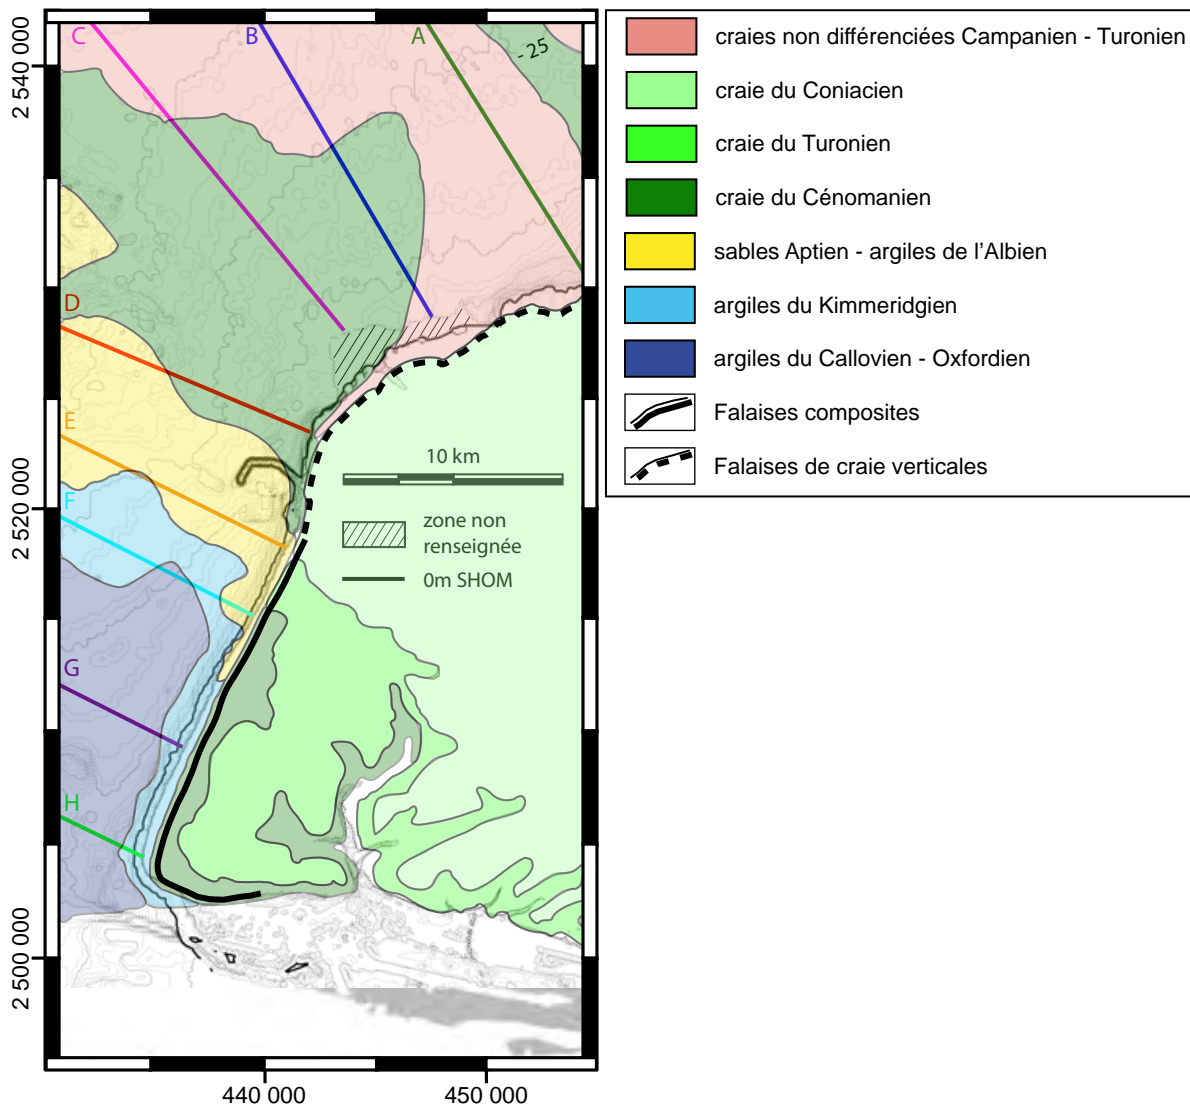 C
B
A
- 25
D
E
F
G
H
10 km
zone non
renseignée
0m SHOM
2 540 000
2 520 000
2 500 000
440 000
450 000
craies non différenciées Campanien - Turonien
craie du Coniacien
craie du Turonien
craie du Cénomanien
sables Aptien - argiles de l'Albien
argiles du Kimmeridgien
argiles du Callovien - Oxfordien
Falaises composites
Falaises de craie verticales